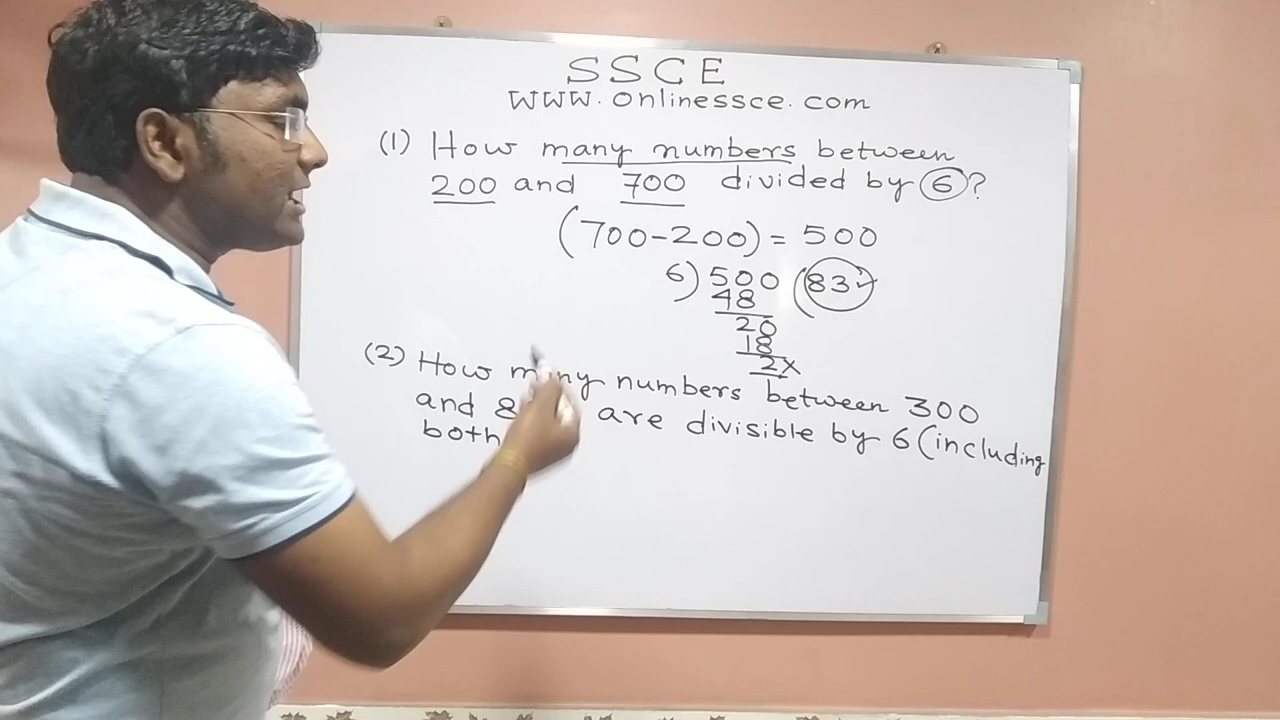 SSCE
WWW.onlinessce.com
(1) How many numbers between
200 and 700 divided by 6?
(700-200) = 500
6) 500 (83✓
48
20
18
2x
(2) How many numbers between 300
and 8 are divisible by 6 (including
both